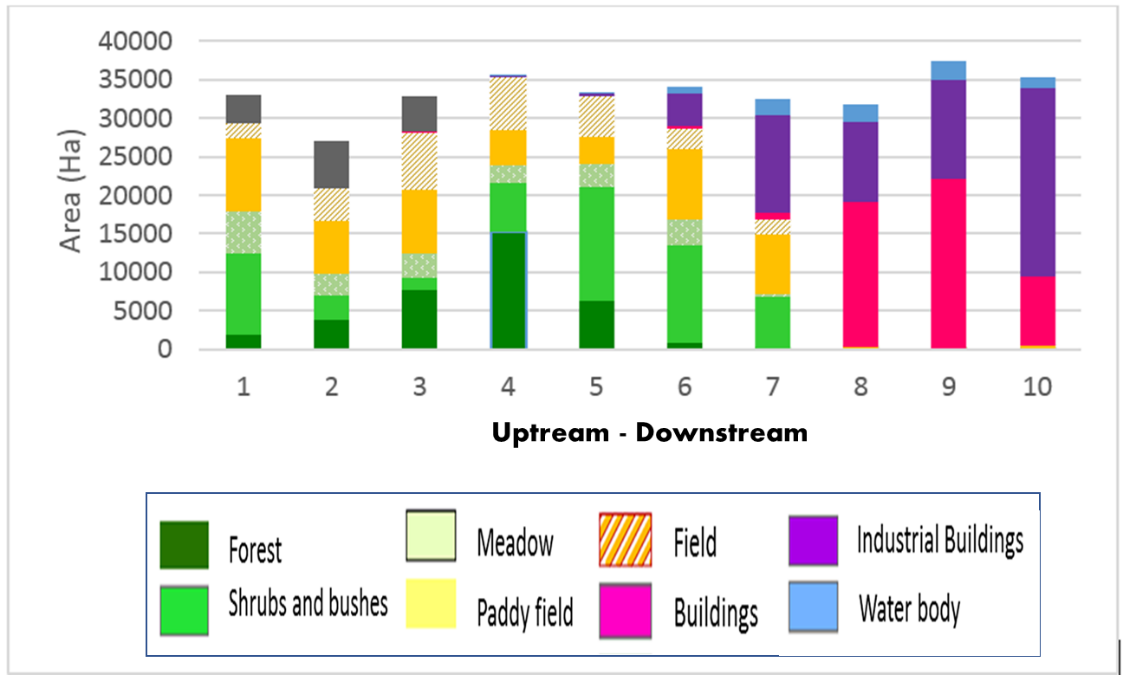 40000
35000
30000
25000
20000
15000
10000
5000
0
Area (Ha)
1 2 3 4 5 6 7 8 9 10
Uptream - Downstream
Forest Meadow Field Industrial Buildings
Shrubs and bushes Paddy field Buildings Water body